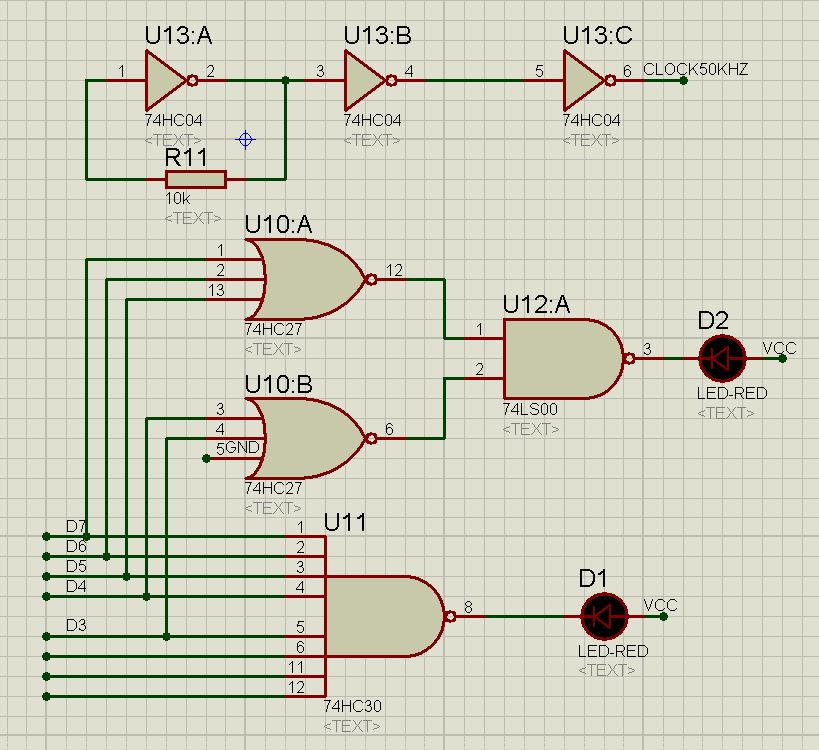 U13:A U13:B U13:C
1 2 3 4 5 6 CLOCK50KHZ
74HC04 74HC04 74HC04
<TEXT> <TEXT> <TEXT>
R11
10k
<TEXT>
U10:A
1
2
13
12
74HC27
<TEXT>
U12:A
1
2
3
74LS00
<TEXT>
D2
VCC
LED-RED
<TEXT>
U10:B
3
4
5 GND
6
74HC27
<TEXT>
U11
D7 1
D6 2
D5 3
D4 4
D3 5
6
11
12
8
74HC30
<TEXT>
D1
VCC
LED-RED
<TEXT>